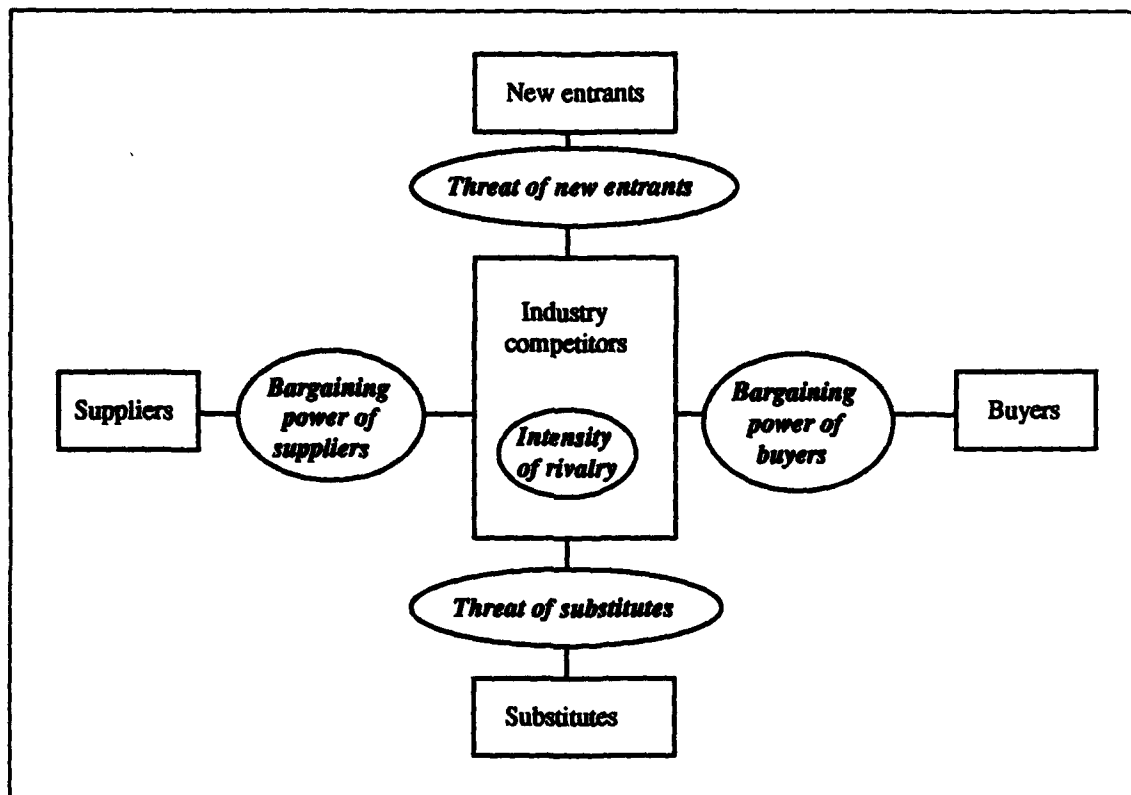 New entrants
Threat of new entrants
Industry
competitors
Suppliers
Bargaining
power of
suppliers
Intensity
of rivalry
Bargaining
power of
buyers
Buyers
Threat of substitutes
Substitutes